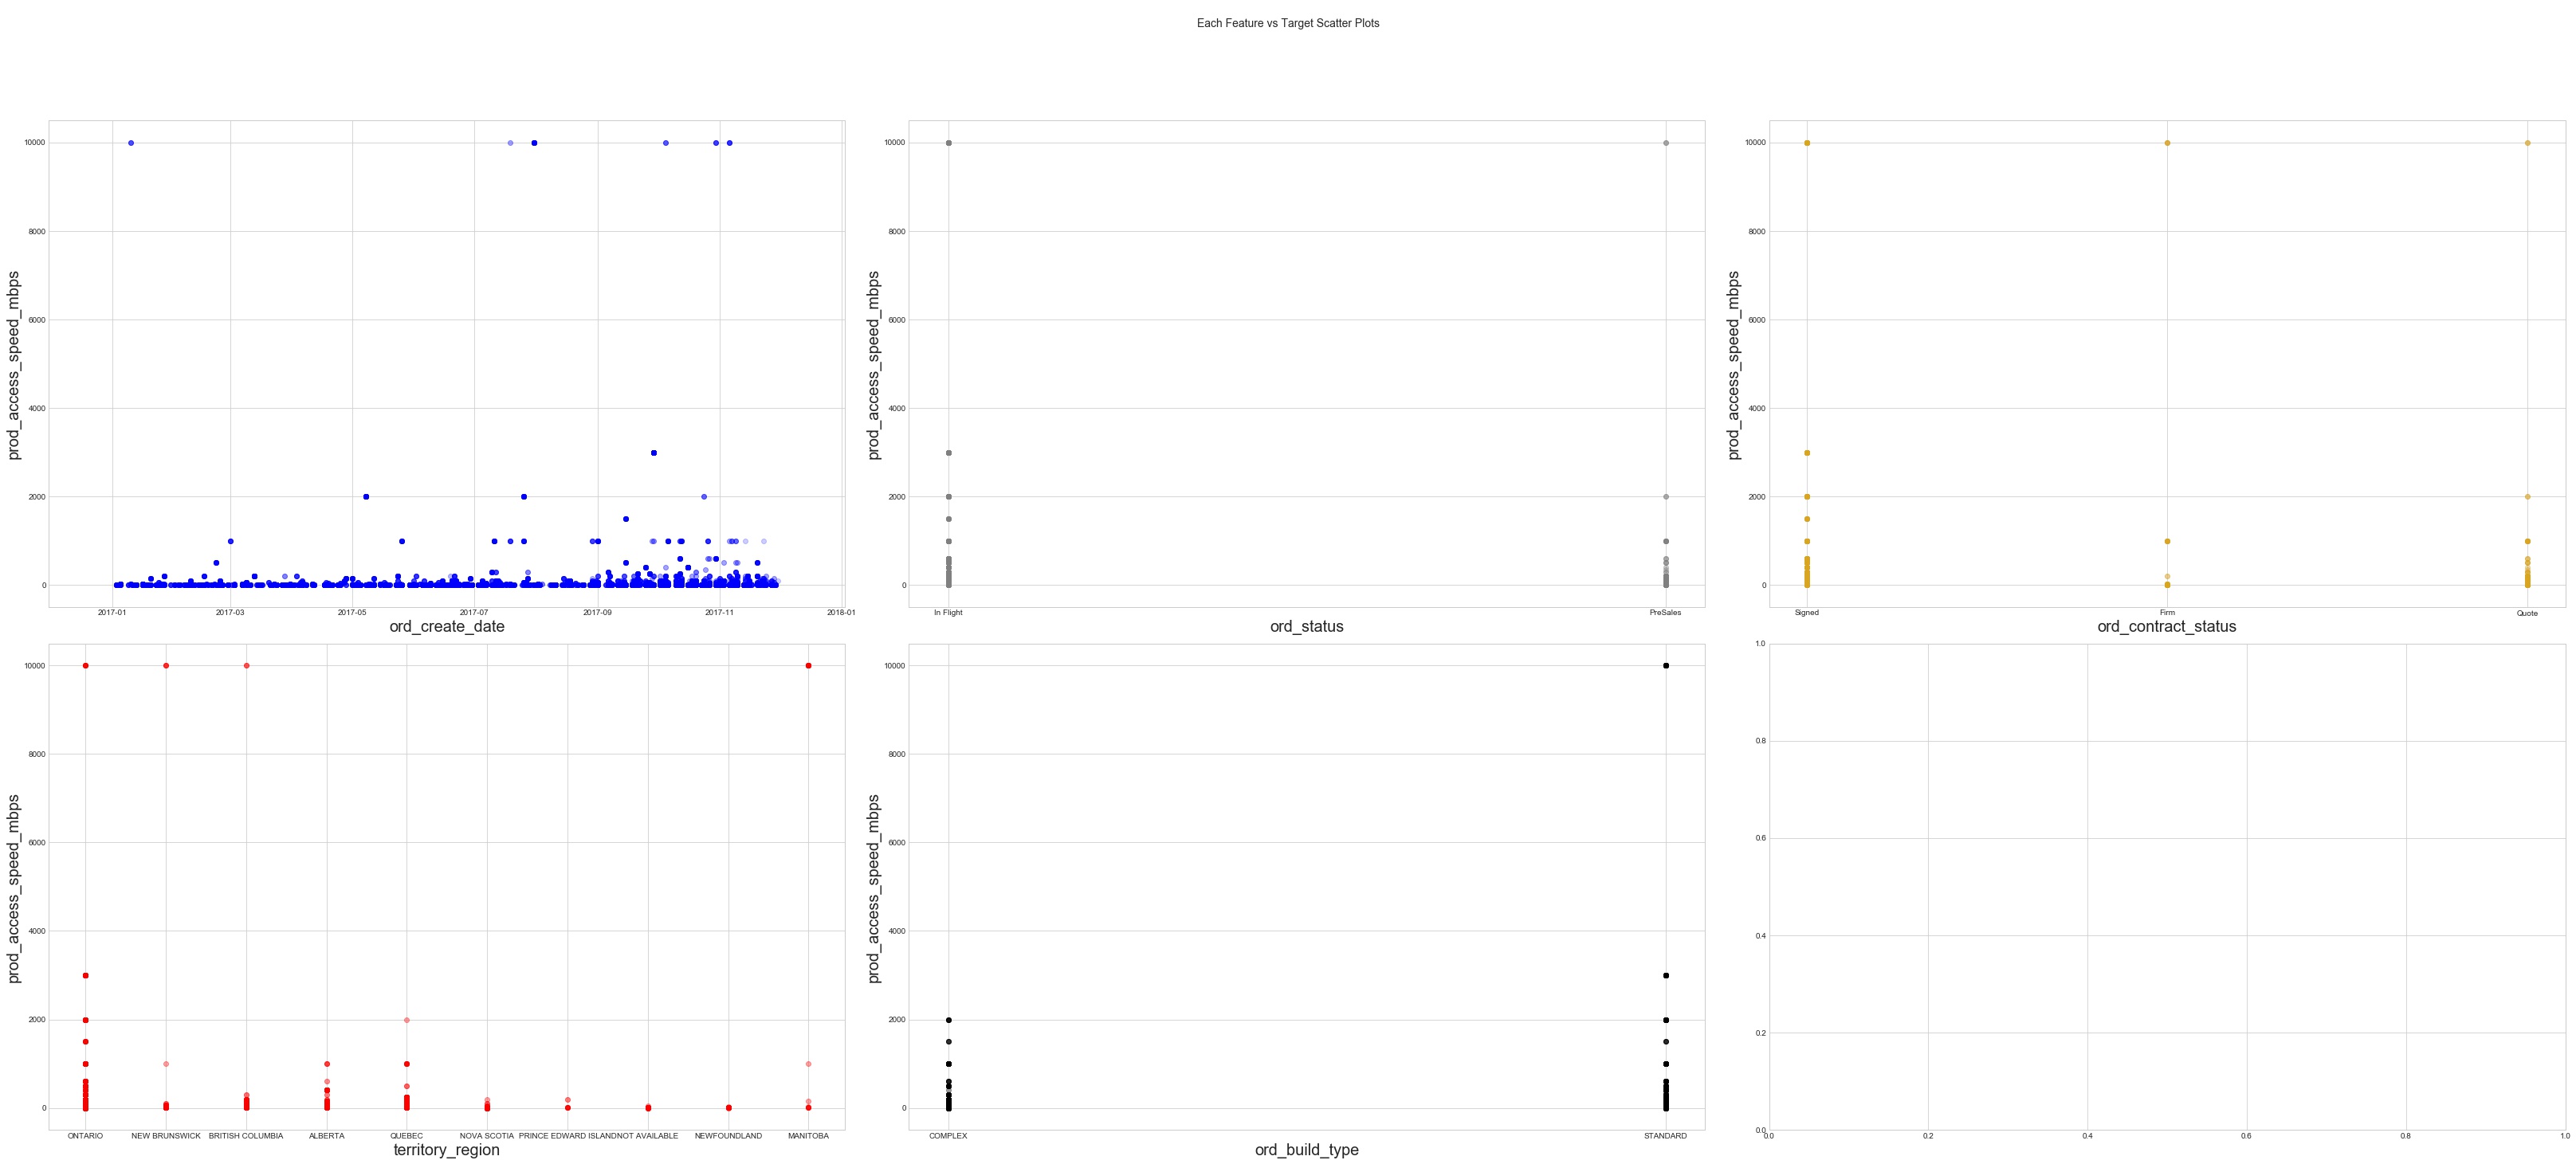 Each Feature vs Target Scatter Plots
prod_access_speed_mbps
10000
8000
6000
4000
2000
0
2017-01 2017-03 2017-05 2017-07 2017-09 2017-11 2018-01
ord_create_date
prod_access_speed_mbps
10000
8000
6000
4000
2000
0
In Flight PreSales
ord_status
prod_access_speed_mbps
10000
8000
6000
4000
2000
0
Signed Firm Quote
ord_contract_status
prod_access_speed_mbps
10000
8000
6000
4000
2000
0
ONTARIO NEW BRUNSWICK BRITISH COLUMBIA ALBERTA QUEBEC NOVA SCOTIA PRINCE EDWARD ISLAND NOT AVAILABLE NEWFOUNDLAND MANITOBA
territory_region
prod_access_speed_mbps
10000
8000
6000
4000
2000
0
COMPLEX STANDARD
ord_build_type
1.0
0.8
0.6
0.4
0.2
0.0
0.0 0.2 0.4 0.6 0.8 1.0